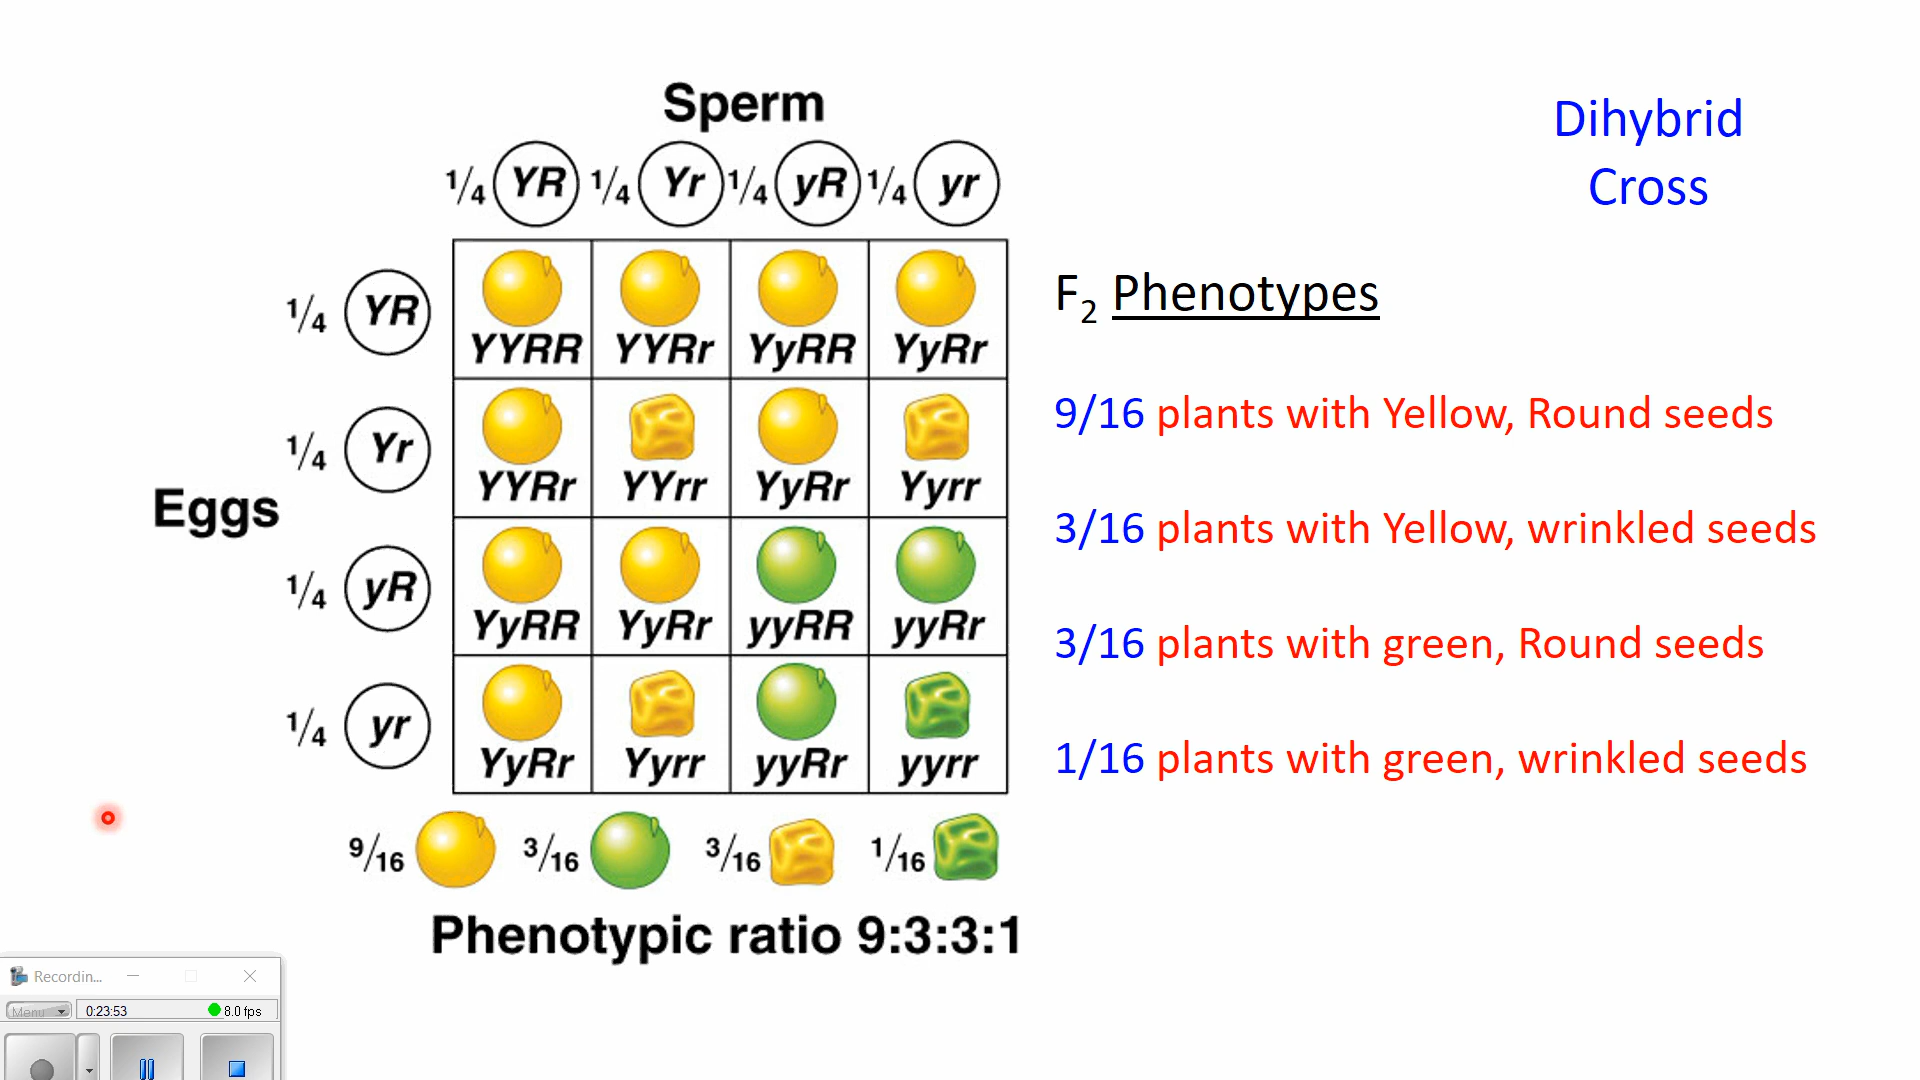 Sperm
Dihybrid
Cross
1/4 YR 1/4 Yr 1/4 yR 1/4 yr
Eggs
1/4 YR
YYRR YYRr YyRR YyRr
1/4 Yr
YYRr YYrr YyRr Yyrr
1/4 yR
YyRR YyRr yyRR yyRr
1/4 yr
YyRr Yyrr yyRr yyrr
9/16 3/16 3/16 1/16
Phenotypic ratio 9:3:3:1
F2 Phenotypes
9/16 plants with Yellow, Round seeds
3/16 plants with Yellow, wrinkled seeds
3/16 plants with green, Round seeds
1/16 plants with green, wrinkled seeds
Recordin...
Menu 0:23:53 8.0 fps